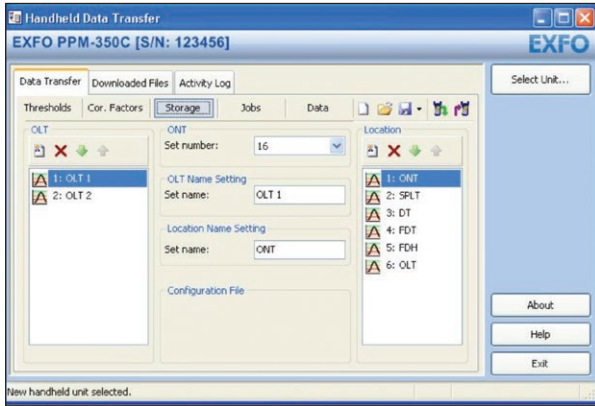 Handheld Data Transfer
EXFO PPM-350C [S/N: 123456]
EXFO
Data Transfer Downloaded Files Activity Log
Select Unit...
Thresholds Cor. Factors Storage Jobs Data
OLT
1: OLT 1
2: OLT 2
ONT
Set number: 16
OLT Name Setting
Set name: OLT 1
Location Name Setting
Set name: ONT
Configuration File
Location
1: ONT
2: SPLT
3: DT
4: FDT
5: FDH
6: OLT
About
Help
Exit
New handheld unit selected.